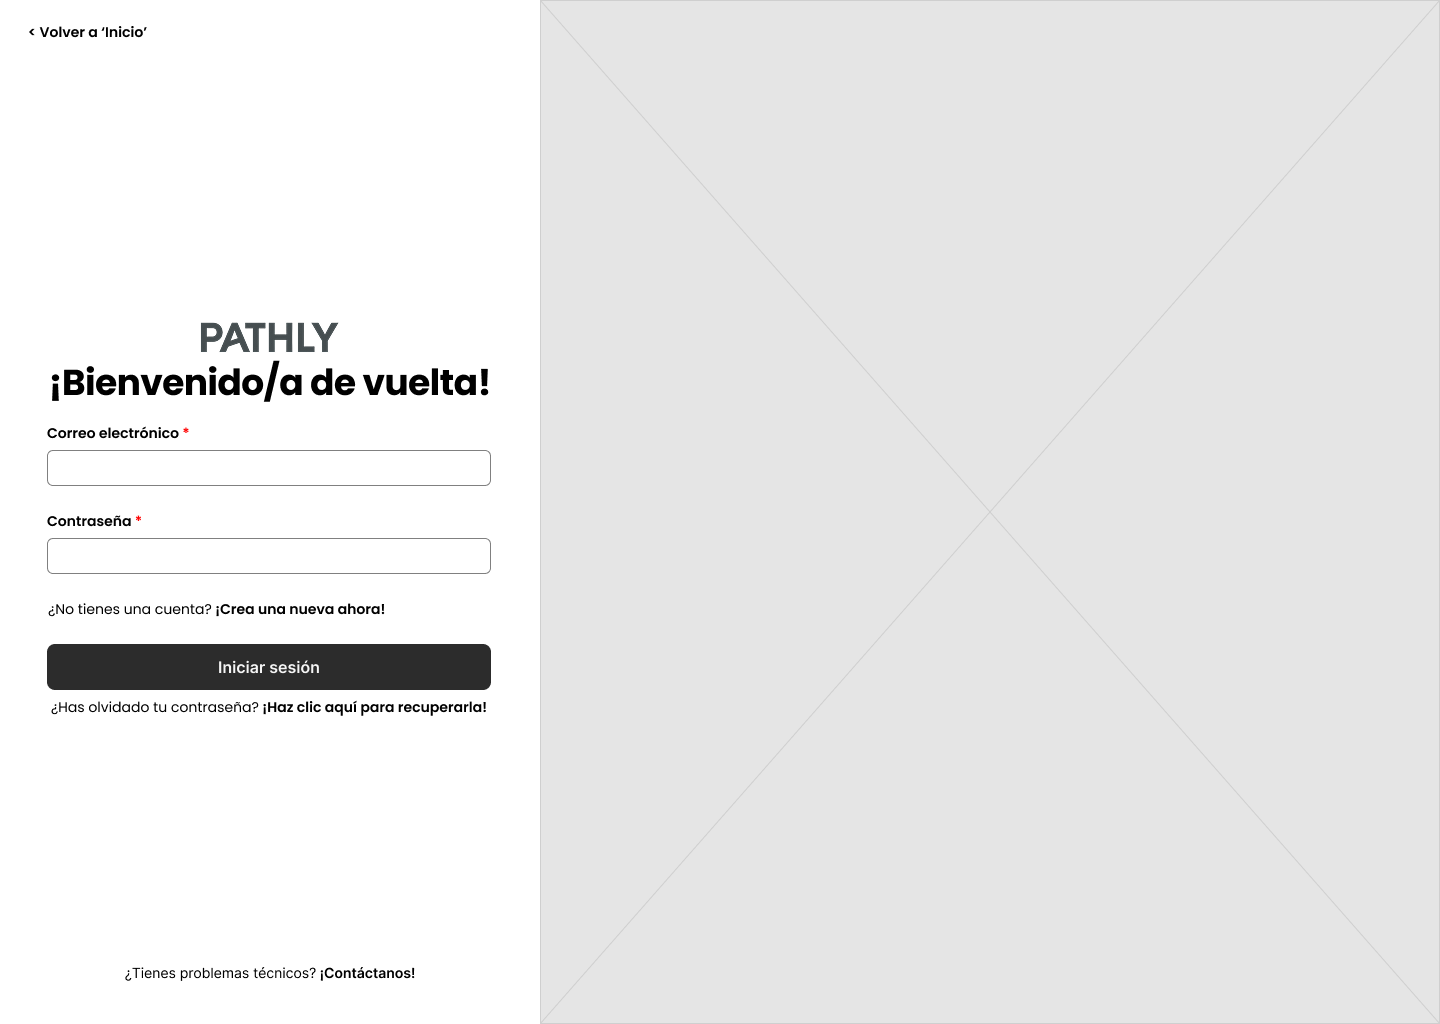 < Volver a ‘Inicio’
PATHLY
¡Bienvenido/a de vuelta!
Correo electrónico *
Contraseña *
¿No tienes una cuenta? ¡Crea una nueva ahora!
Iniciar sesión
¿Has olvidado tu contraseña? ¡Haz clic aquí para recuperarla!
¿Tienes problemas técnicos? ¡Contáctanos!